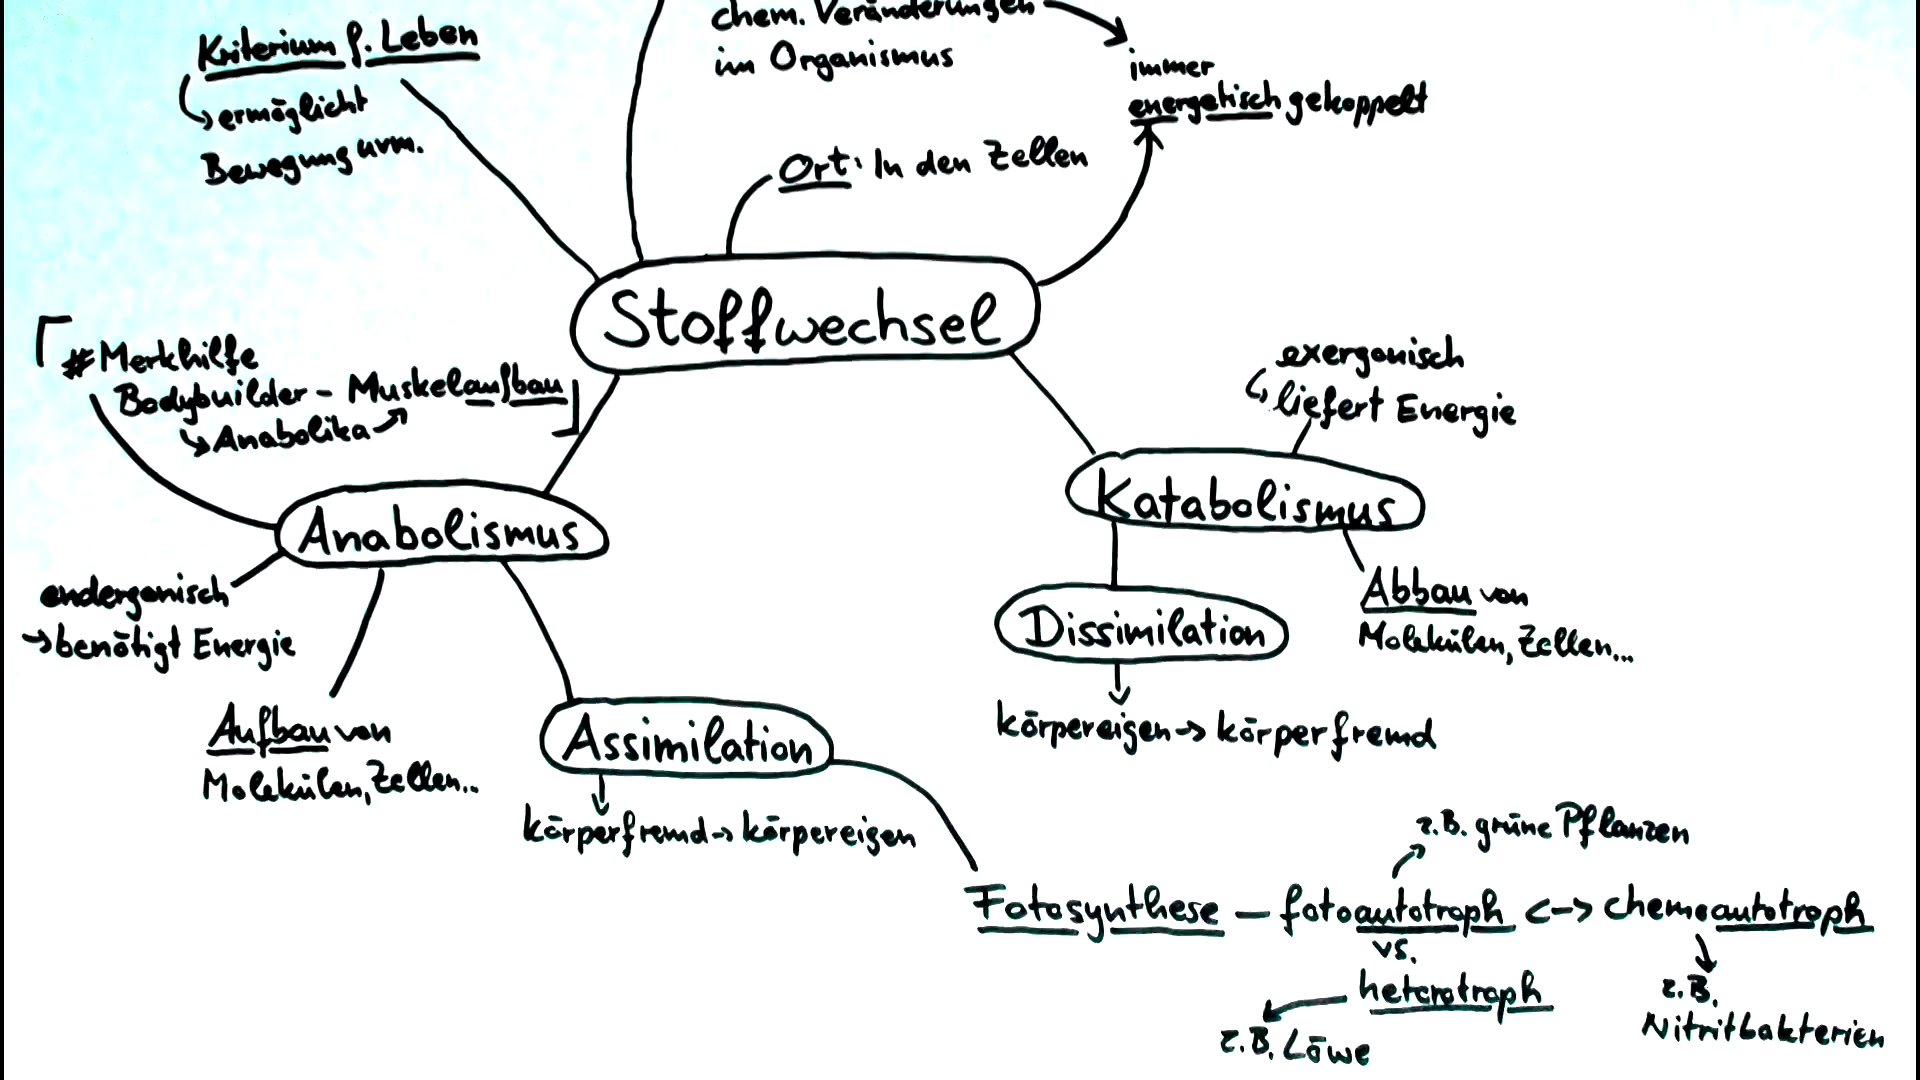 chem. Veränderungen
im Organismus
Kriterium f. Leben
ermöglicht
Bewegung uvm.
immer
energetisch gekoppelt
Ort: In den Zellen
Stoffwechsel
#Merkhilfe
Bodybuilder - Muskelaufbau
Anabolika
exergonisch
liefert Energie
Anabolismus
Katabolismus
endergonisch
→ benötigt Energie
Abbau von
Molekülen, Zellen...
Dissimilation
körpereigen → körperfremd
Aufbau von
Molekülen, Zellen..
Assimilation
körperfremd → körpereigen
z.B. grüne Pflanzen
Fotosynthese — fotoautotroph <-> chemoautotroph
vs.
heterotroph
z.B. Löwe
z.B.
Nitritbakterien